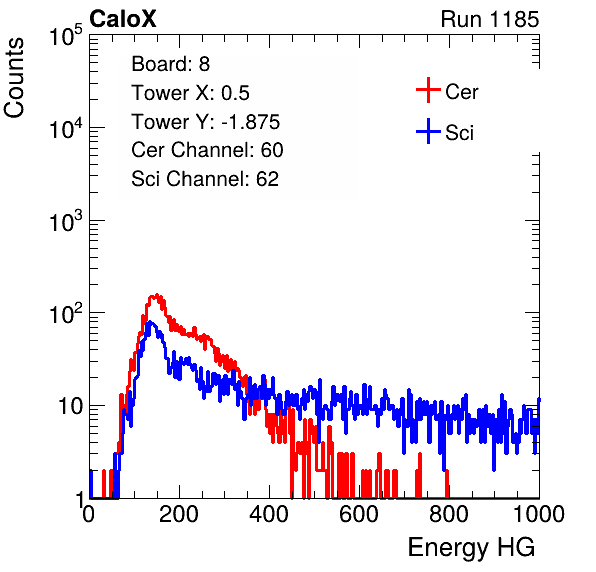 CaloX Run 1185
Counts
10^5
10^4
10^3
10^2
10
1
Board: 8
Tower X: 0.5
Tower Y: -1.875
Cer Channel: 60
Sci Channel: 62
Cer
Sci
0 200 400 600 800 1000
Energy HG